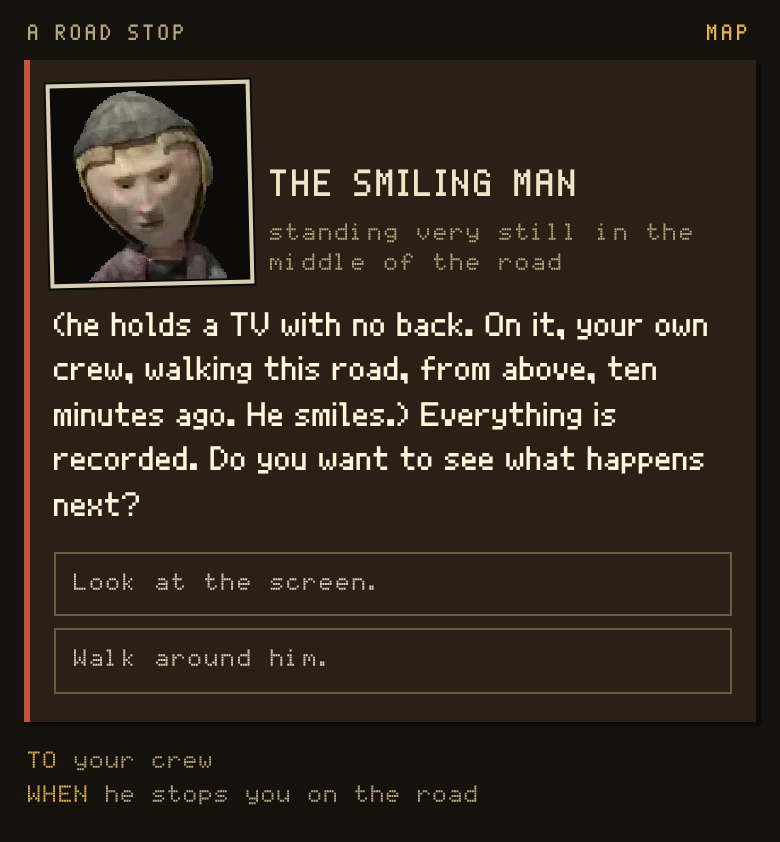 A ROAD STOP
MAP
THE SMILING MAN
standing very still in the
middle of the road
(he holds a TV with no back. On it, your own
crew, walking this road, from above, ten
minutes ago. He smiles.) Everything is
recorded. Do you want to see what happens
next?
Look at the screen.
Walk around him.
TO your crew
WHEN he stops you on the road